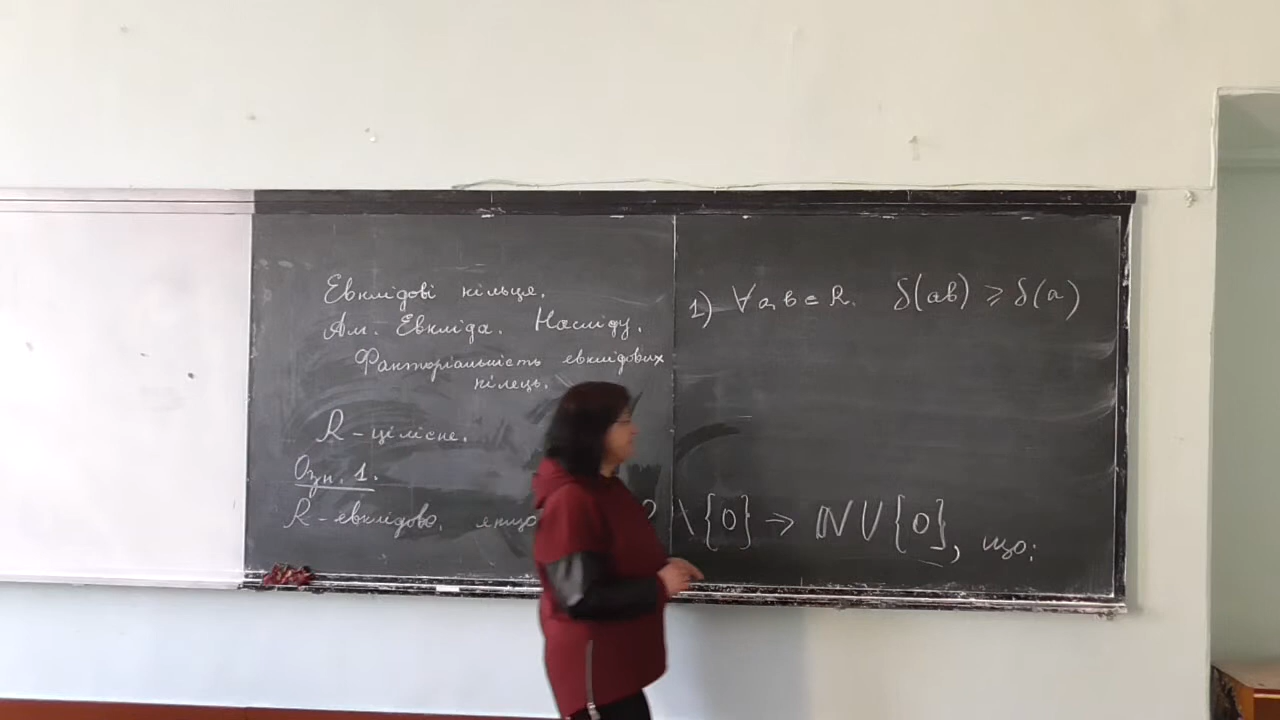 Евклідові кільця.
Ал. Евкліда. Наслідки.
Факторіальність евклідових
кілець.
R - цілісне.
Озн. 1.
R - евклідове, якщо \{0} → ℕ ∪ {0}, що:
1) ∀ a, b ∈ R. δ(ab) ≥ δ(a)